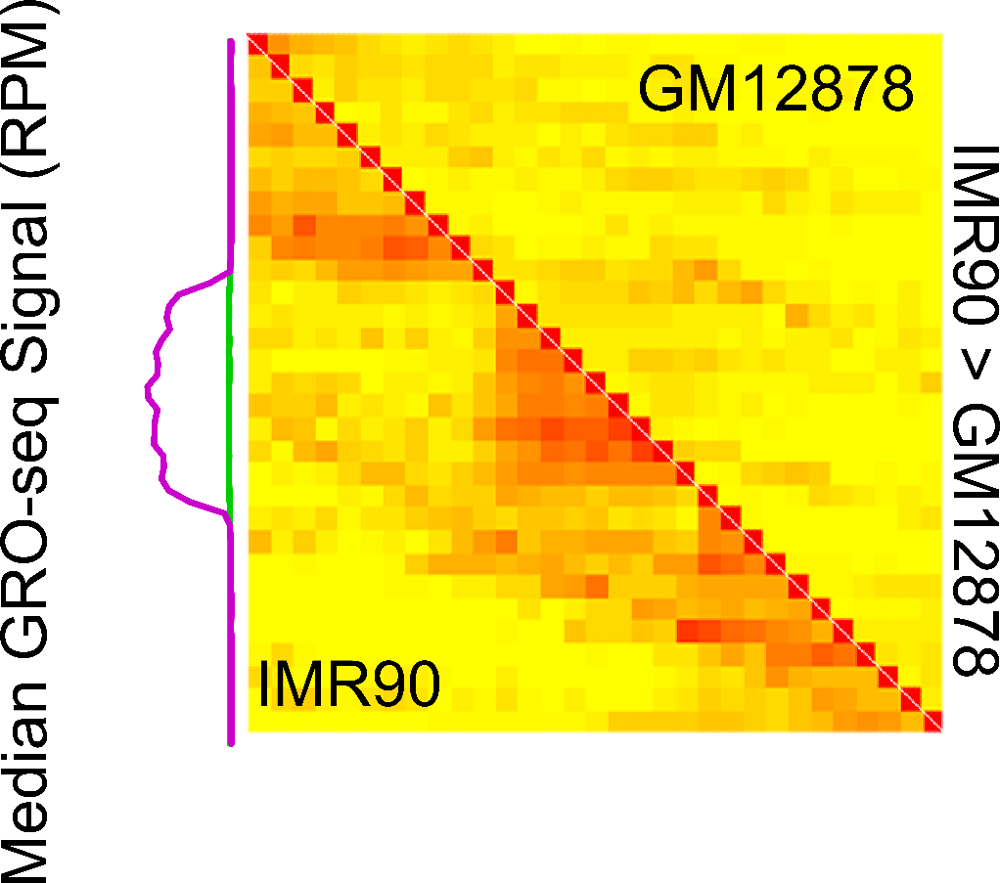 Median GRO-seq Signal (RPM)
GM12878
IMR90
IMR90 > GM12878